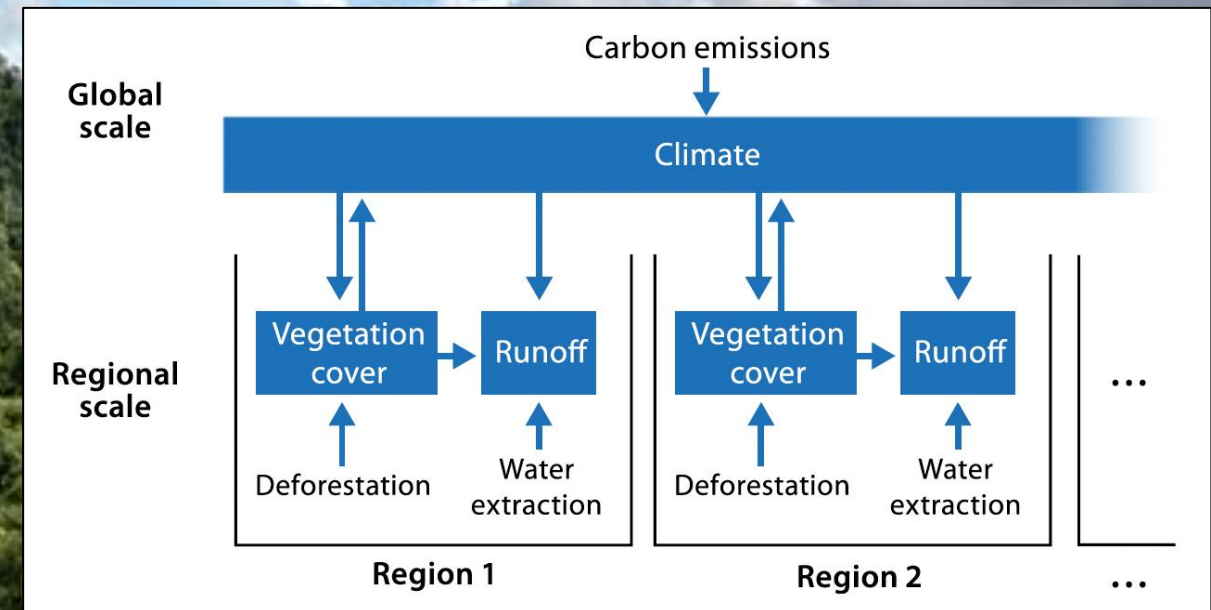 Carbon emissions
Global
scale
Climate
Vegetation
cover
Runoff
Vegetation
cover
Runoff
Regional
scale
...
Deforestation
Water
extraction
Deforestation
Water
extraction
Region 1
Region 2
...